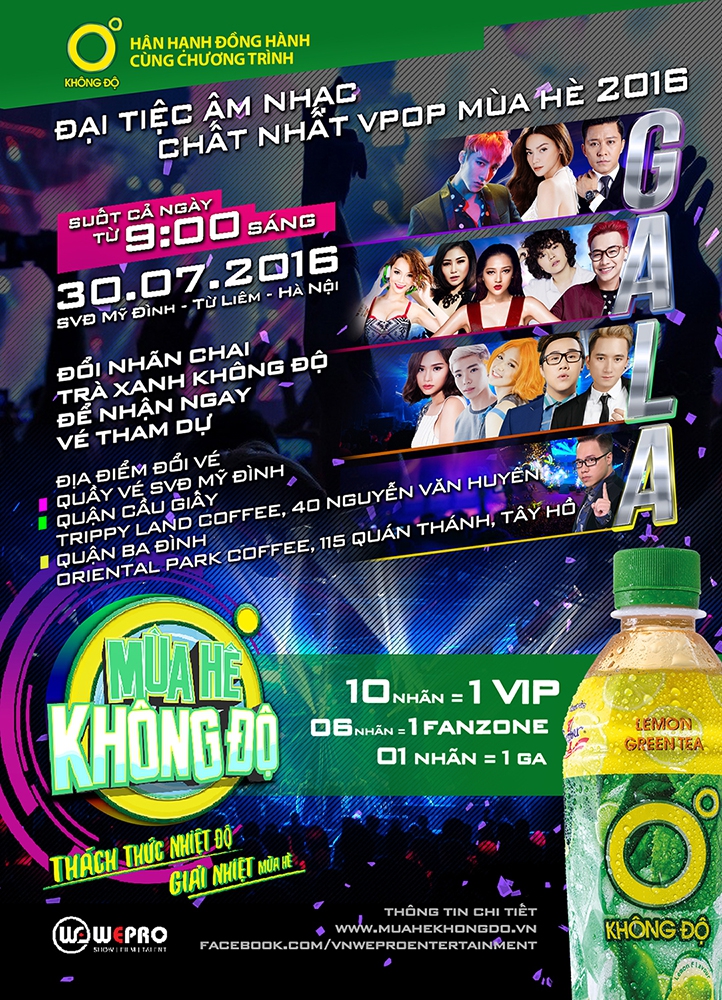 O°
KHÔNG ĐỘ
HÂN HẠNH ĐỒNG HÀNH
CÙNG CHƯƠNG TRÌNH
ĐẠI TIỆC ÂM NHẠC
CHẤT NHẤT VPOP MÙA HÈ 2016
GALA
SUỐT CẢ NGÀY
TỪ 9:00 SÁNG
30.07.2016
SVĐ MỸ ĐÌNH - TỪ LIÊM - HÀ NỘI
ĐỔI NHÃN CHAI
TRÀ XANH KHÔNG ĐỘ
ĐỂ NHẬN NGAY
VÉ THAM DỰ
ĐỊA ĐIỂM ĐỔI VÉ
QUẦY VÉ SVĐ MỸ ĐÌNH
QUẬN CẦU GIẤY
TRIPPY LAND COFFEE, 40 NGUYỄN VĂN HUYÊN
QUẬN BA ĐÌNH
ORIENTAL PARK COFFEE, 115 QUÁN THÁNH, TÂY HỒ
MÙA HÈ
KHÔNG ĐỘ
THÁCH THỨC NHIỆT ĐỘ
GIẢI NHIỆT MÙA HÈ
10 NHÃN = 1 VIP
06 NHÃN = 1 FANZONE
01 NHÃN = 1 GA
LEMON
GREEN TEA
O°
KHÔNG ĐỘ
Lemon Flavour
WEPRO
SHOW | FILM | TALENT
THÔNG TIN CHI TIẾT
WWW.MUAHEKHONGDO.VN
FACEBOOK.COM/VNWEPROENTERTAINMENT